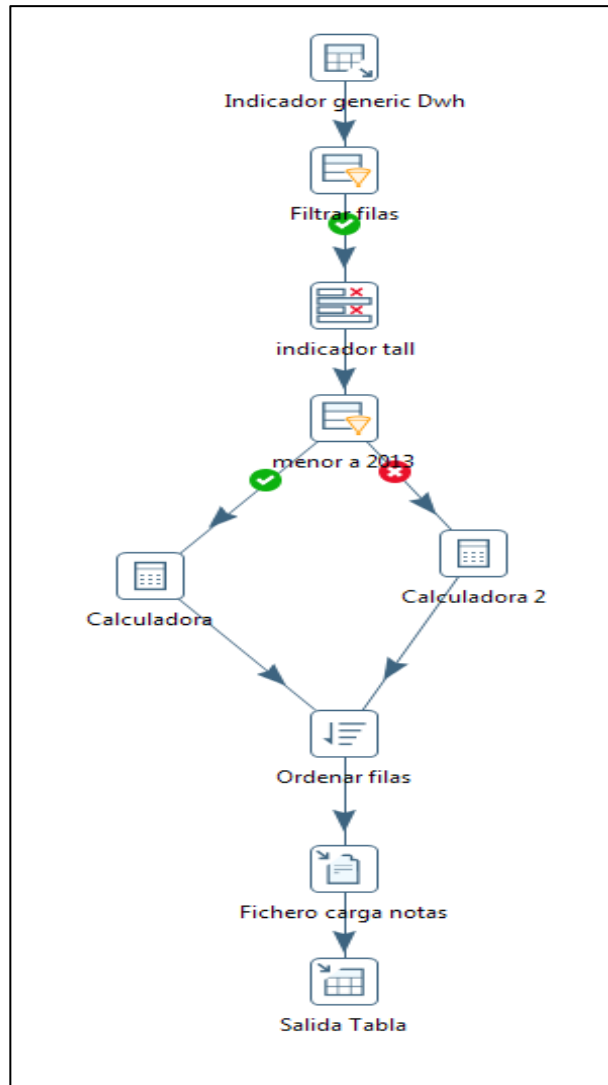 Indicador generic Dwh
Filtrar filas
indicador tall
menor a 2013
Calculadora
Calculadora 2
Ordenar filas
Fichero carga notas
Salida Tabla